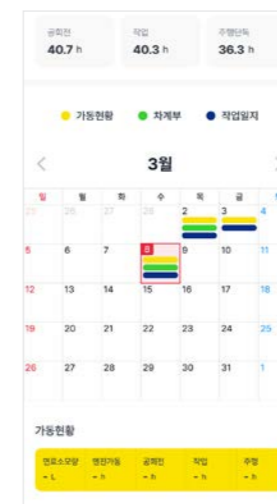 공회전 작업 주행단독
40.7 h 40.3 h 36.3 h
가동현황 차계부 작업일지
3월
일 월 화 수 목 금
25 26 27 28 2 3 4
5 6 7 8 9 10 11
12 13 14 15 16 17 18
19 20 21 22 23 24 25
26 27 28 29 30 31 1
가동현황
연료소모량 엔진가동 공회전 작업 주행
- L - h - h - h - h